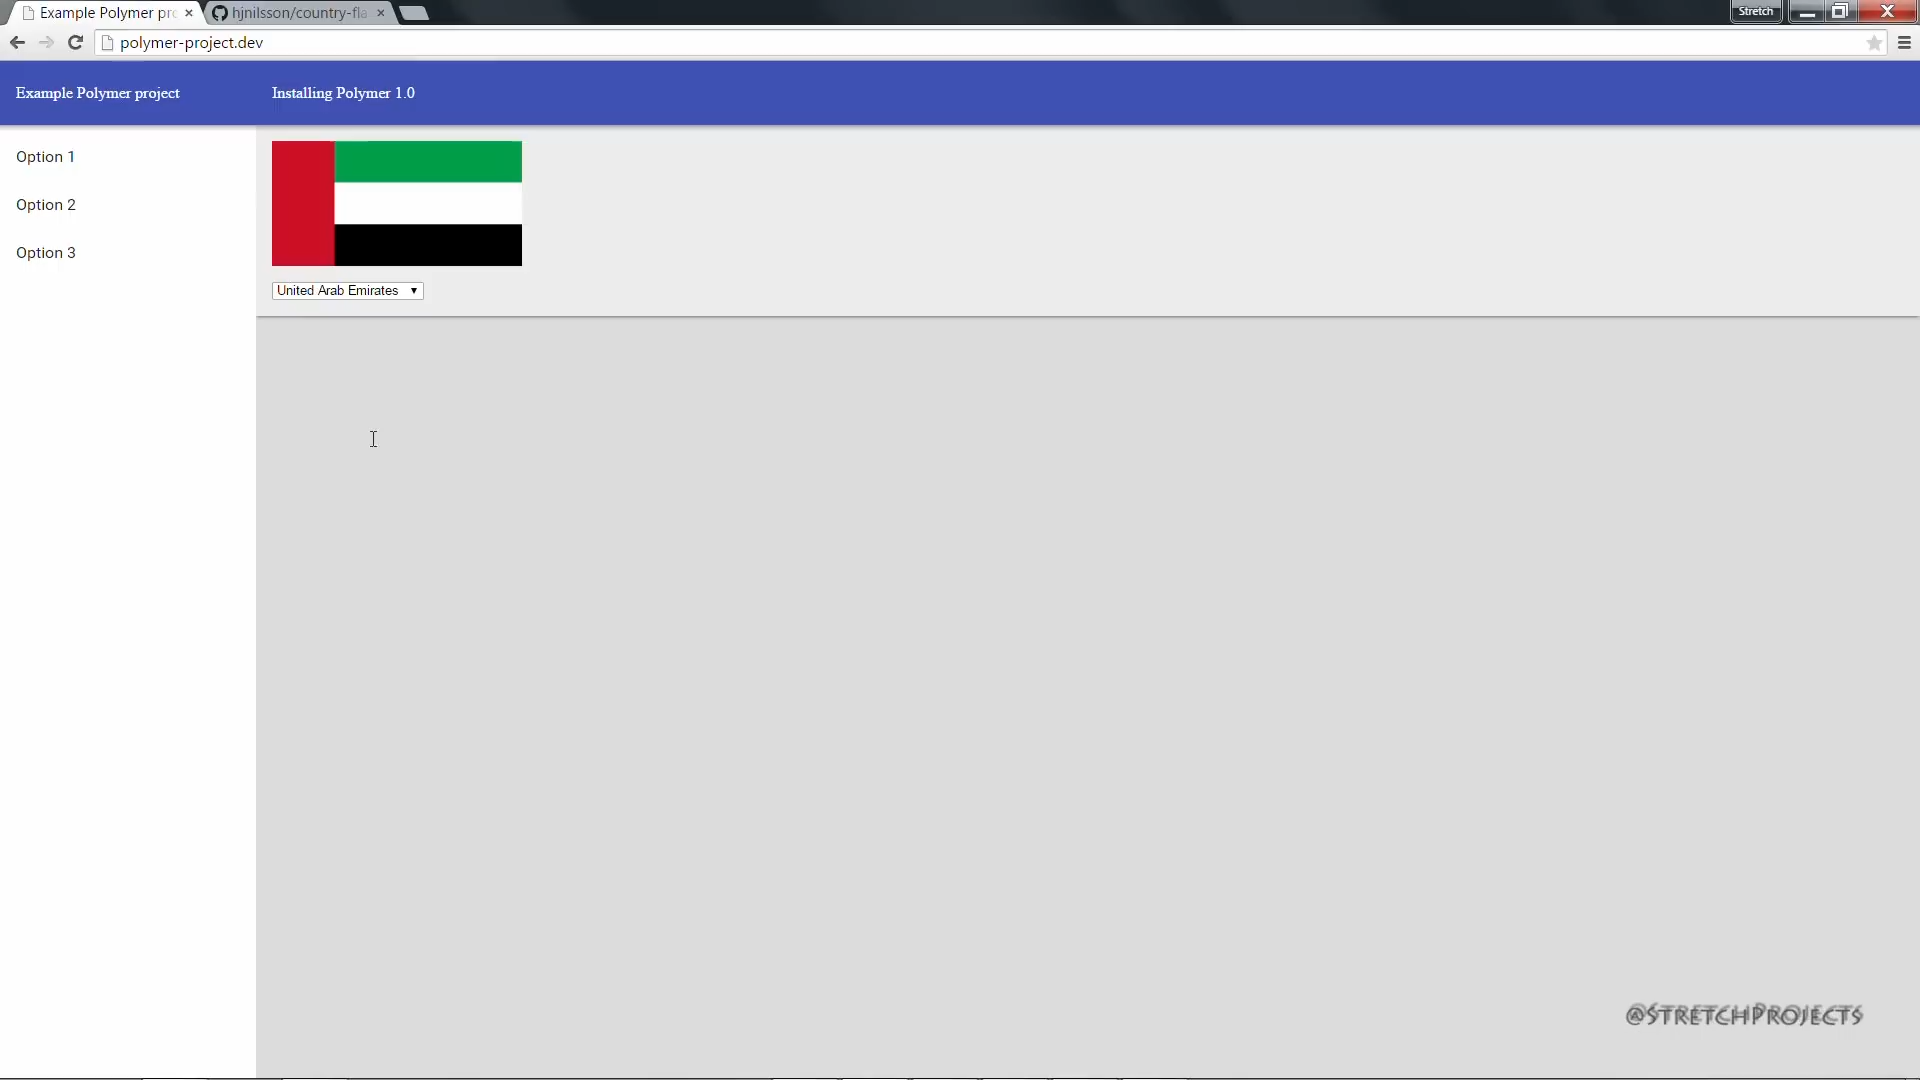 Example Polymer pro
hjnilsson/country-fla
Stretch
polymer-project.dev
Example Polymer project
Installing Polymer 1.0
Option 1
Option 2
Option 3
United Arab Emirates
@StretchProjects